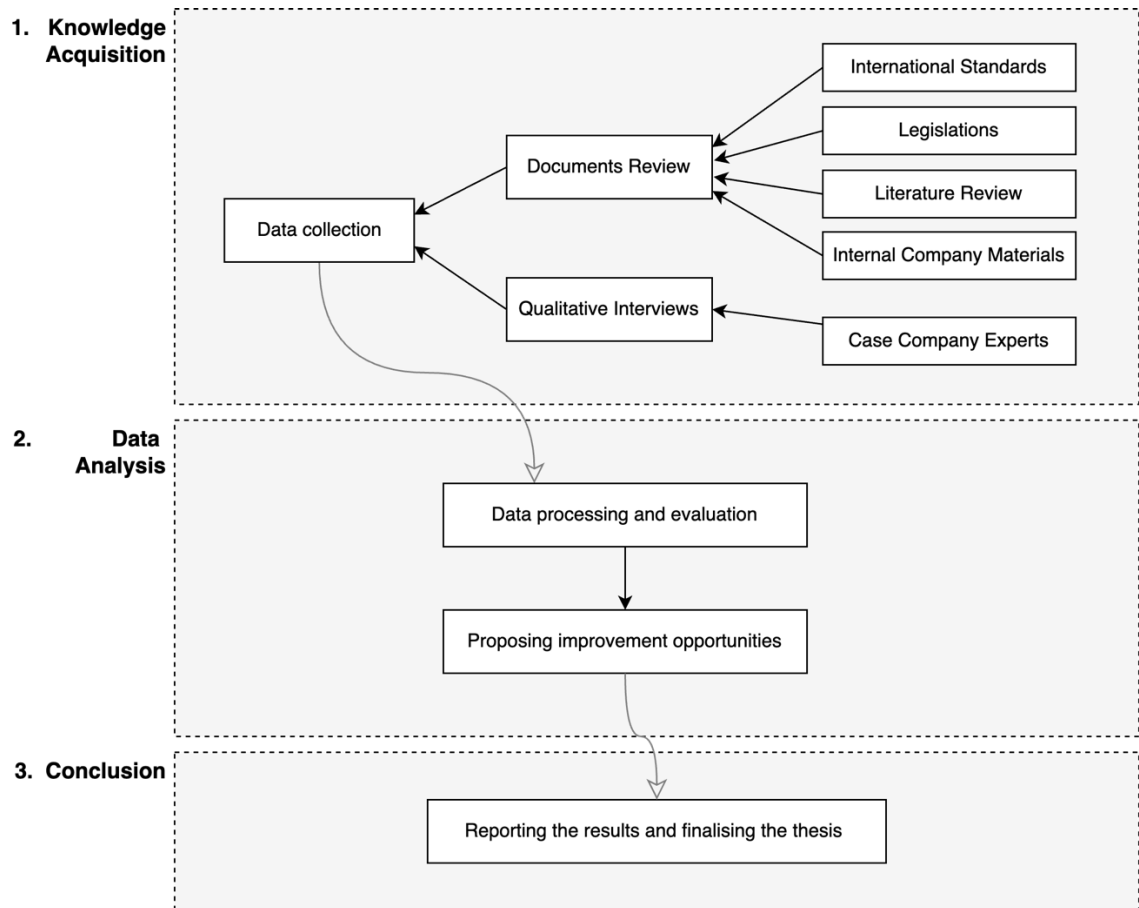 1. Knowledge
Acquisition
International Standards
Legislations
Documents Review
Literature Review
Data collection
Internal Company Materials
Qualitative Interviews
Case Company Experts
2. Data
Analysis
Data processing and evaluation
Proposing improvement opportunities
3. Conclusion
Reporting the results and finalising the thesis